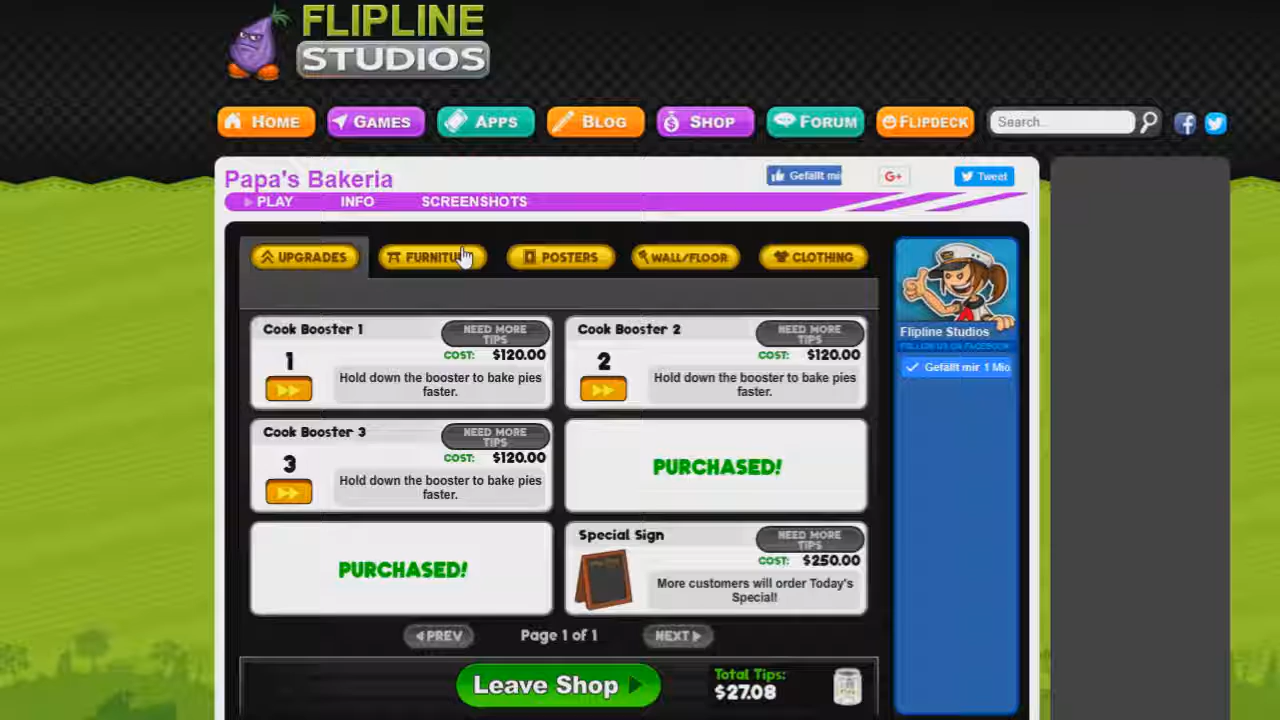 FLIPLINE
STUDIOS
HOME
GAMES
APPS
BLOG
SHOP
FORUM
FLIPDECK
Search...
Papa's Bakeria
Gefällt mi
G+
Tweet
PLAY
INFO
SCREENSHOTS
UPGRADES
FURNITU
POSTERS
WALL/FLOOR
CLOTHING
Cook Booster 1
NEED MORE
TIPS
COST: $120.00
1
Hold down the booster to bake pies
faster.
Cook Booster 2
NEED MORE
TIPS
COST: $120.00
2
Hold down the booster to bake pies
faster.
Cook Booster 3
NEED MORE
TIPS
COST: $120.00
3
Hold down the booster to bake pies
faster.
PURCHASED!
PURCHASED!
Special Sign
NEED MORE
TIPS
COST: $250.00
More customers will order Today's
Special!
PREV
Page 1 of 1
NEXT
Leave Shop
Total Tips:
$27.08
Flipline Studios
FOLLOW US ON FACEBOOK
Gefällt mir 1 Mio